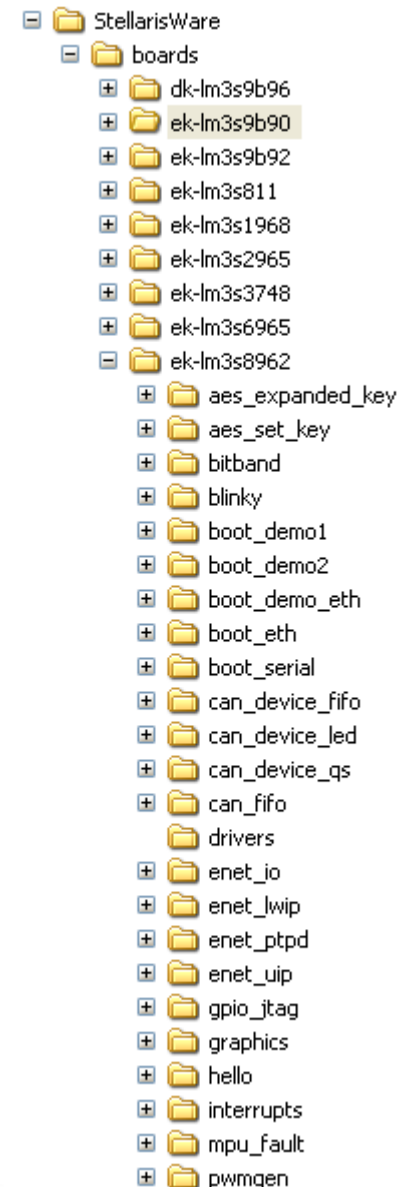 StellarisWare
boards
dk-lm3s9b96
ek-lm3s9b90
ek-lm3s9b92
ek-lm3s811
ek-lm3s1968
ek-lm3s2965
ek-lm3s3748
ek-lm3s6965
ek-lm3s8962
aes_expanded_key
aes_set_key
bitband
blinky
boot_demo1
boot_demo2
boot_demo_eth
boot_eth
boot_serial
can_device_fifo
can_device_led
can_device_qs
can_fifo
drivers
enet_io
enet_lwip
enet_ptpd
enet_uip
gpio_jtag
graphics
hello
interrupts
mpu_fault
pwmgen